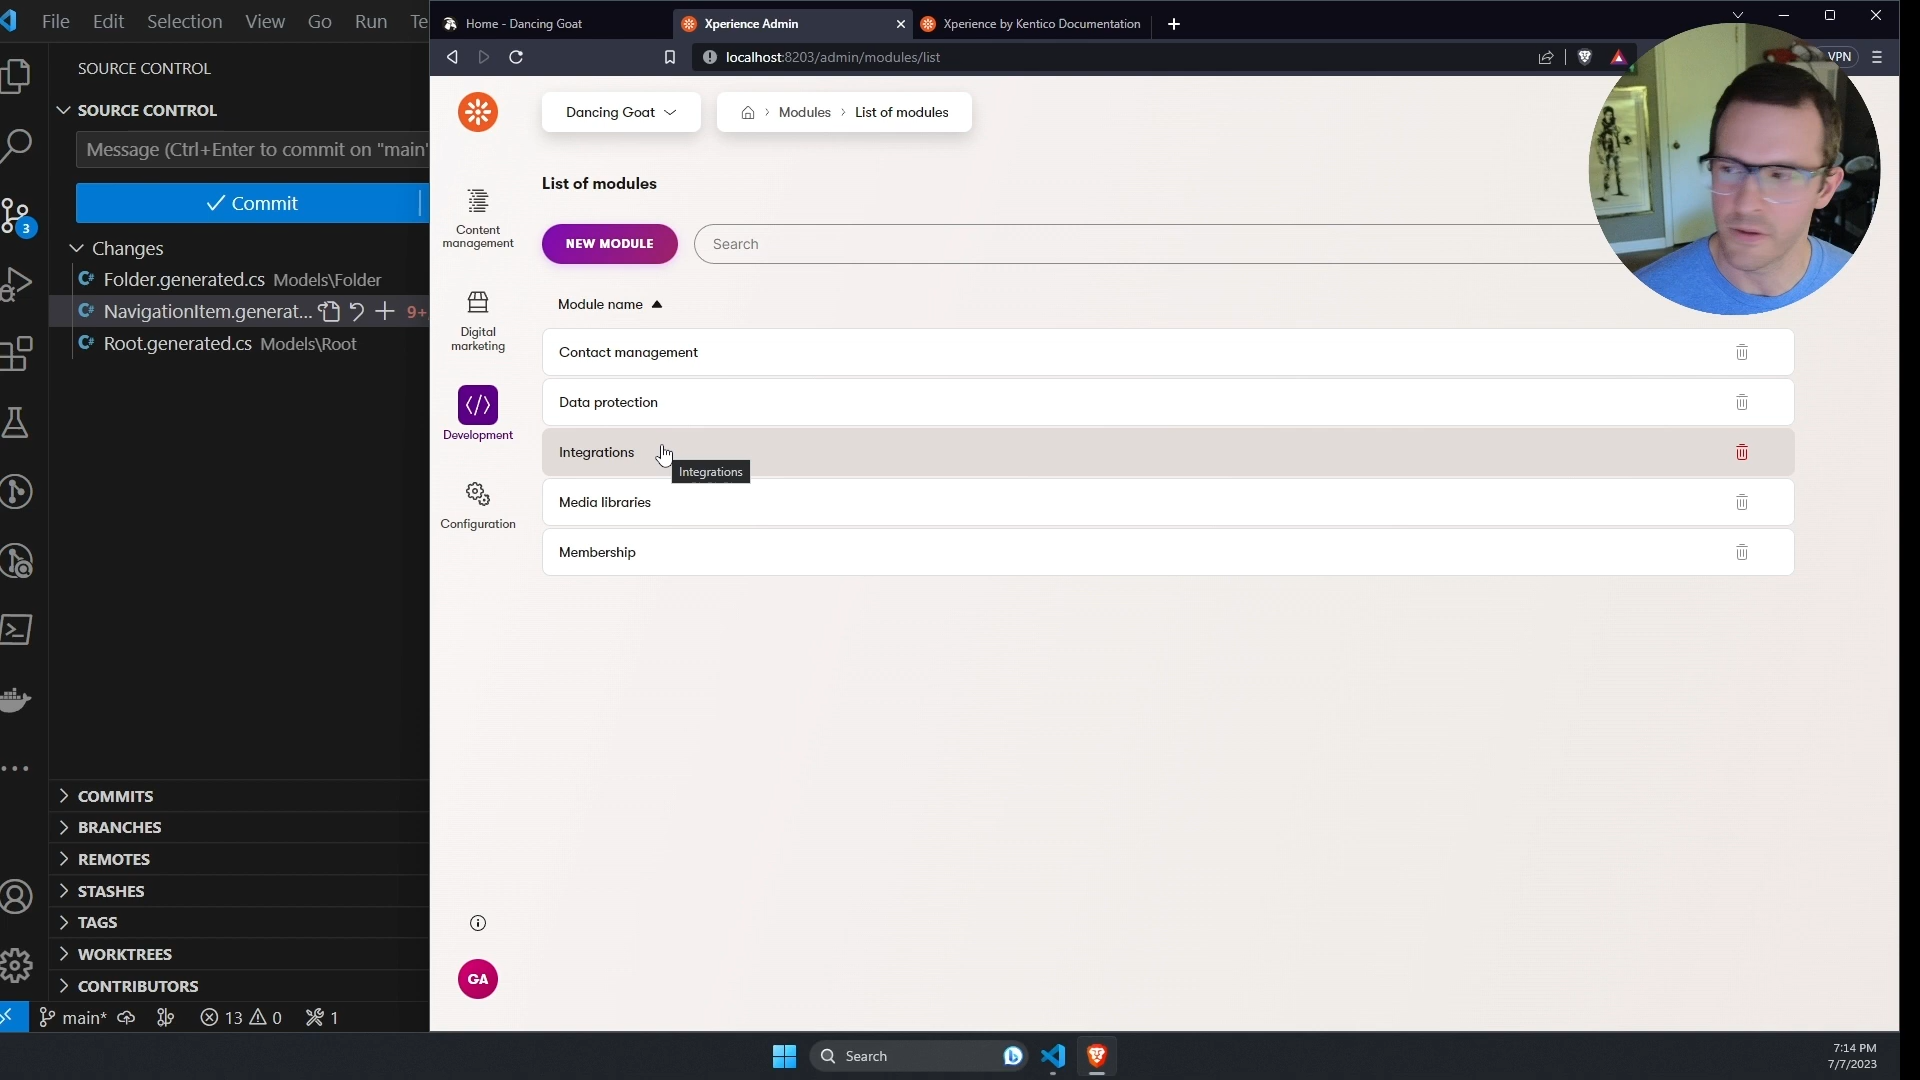 File Edit Selection View Go Run Te
SOURCE CONTROL
SOURCE CONTROL
Message (Ctrl+Enter to commit on "main"
Commit
3
Changes
Folder.generated.cs Models\Folder
NavigationItem.generat... 9+
Root.generated.cs Models\Root
COMMITS
BRANCHES
REMOTES
STASHES
TAGS
WORKTREES
CONTRIBUTORS
main* 13 0 1
Home - Dancing Goat
Xperience Admin
Xperience by Kentico Documentation
localhost:8203/admin/modules/list
VPN
Dancing Goat
Modules > List of modules
Content management
Digital marketing
Development
Configuration
GA
List of modules
NEW MODULE
Search
Module name
Contact management
Data protection
Integrations
Integrations
Media libraries
Membership
Search
7:14 PM
7/7/2023